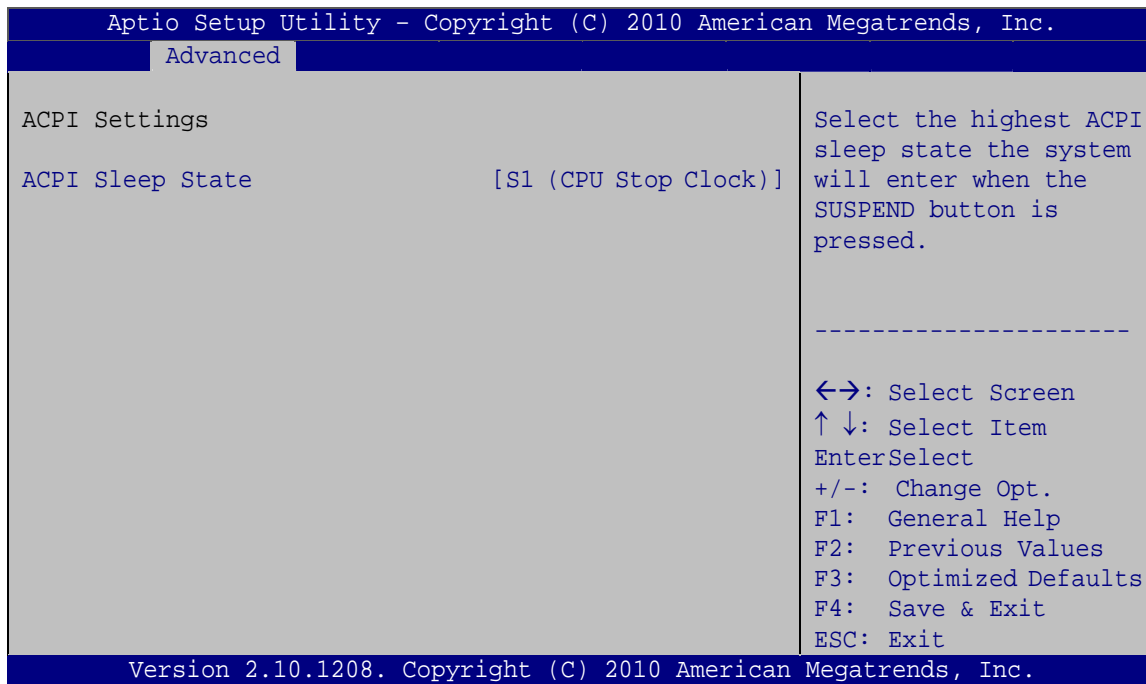 Aptio Setup Utility – Copyright (C) 2010 American Megatrends, Inc.
Advanced
ACPI Settings
ACPI Sleep State [S1 (CPU Stop Clock)]
Select the highest ACPI
sleep state the system
will enter when the
SUSPEND button is
pressed.
----------------------
←→: Select Screen
↑ ↓: Select Item
EnterSelect
+/-: Change Opt.
F1: General Help
F2: Previous Values
F3: Optimized Defaults
F4: Save & Exit
ESC: Exit
Version 2.10.1208. Copyright (C) 2010 American Megatrends, Inc.